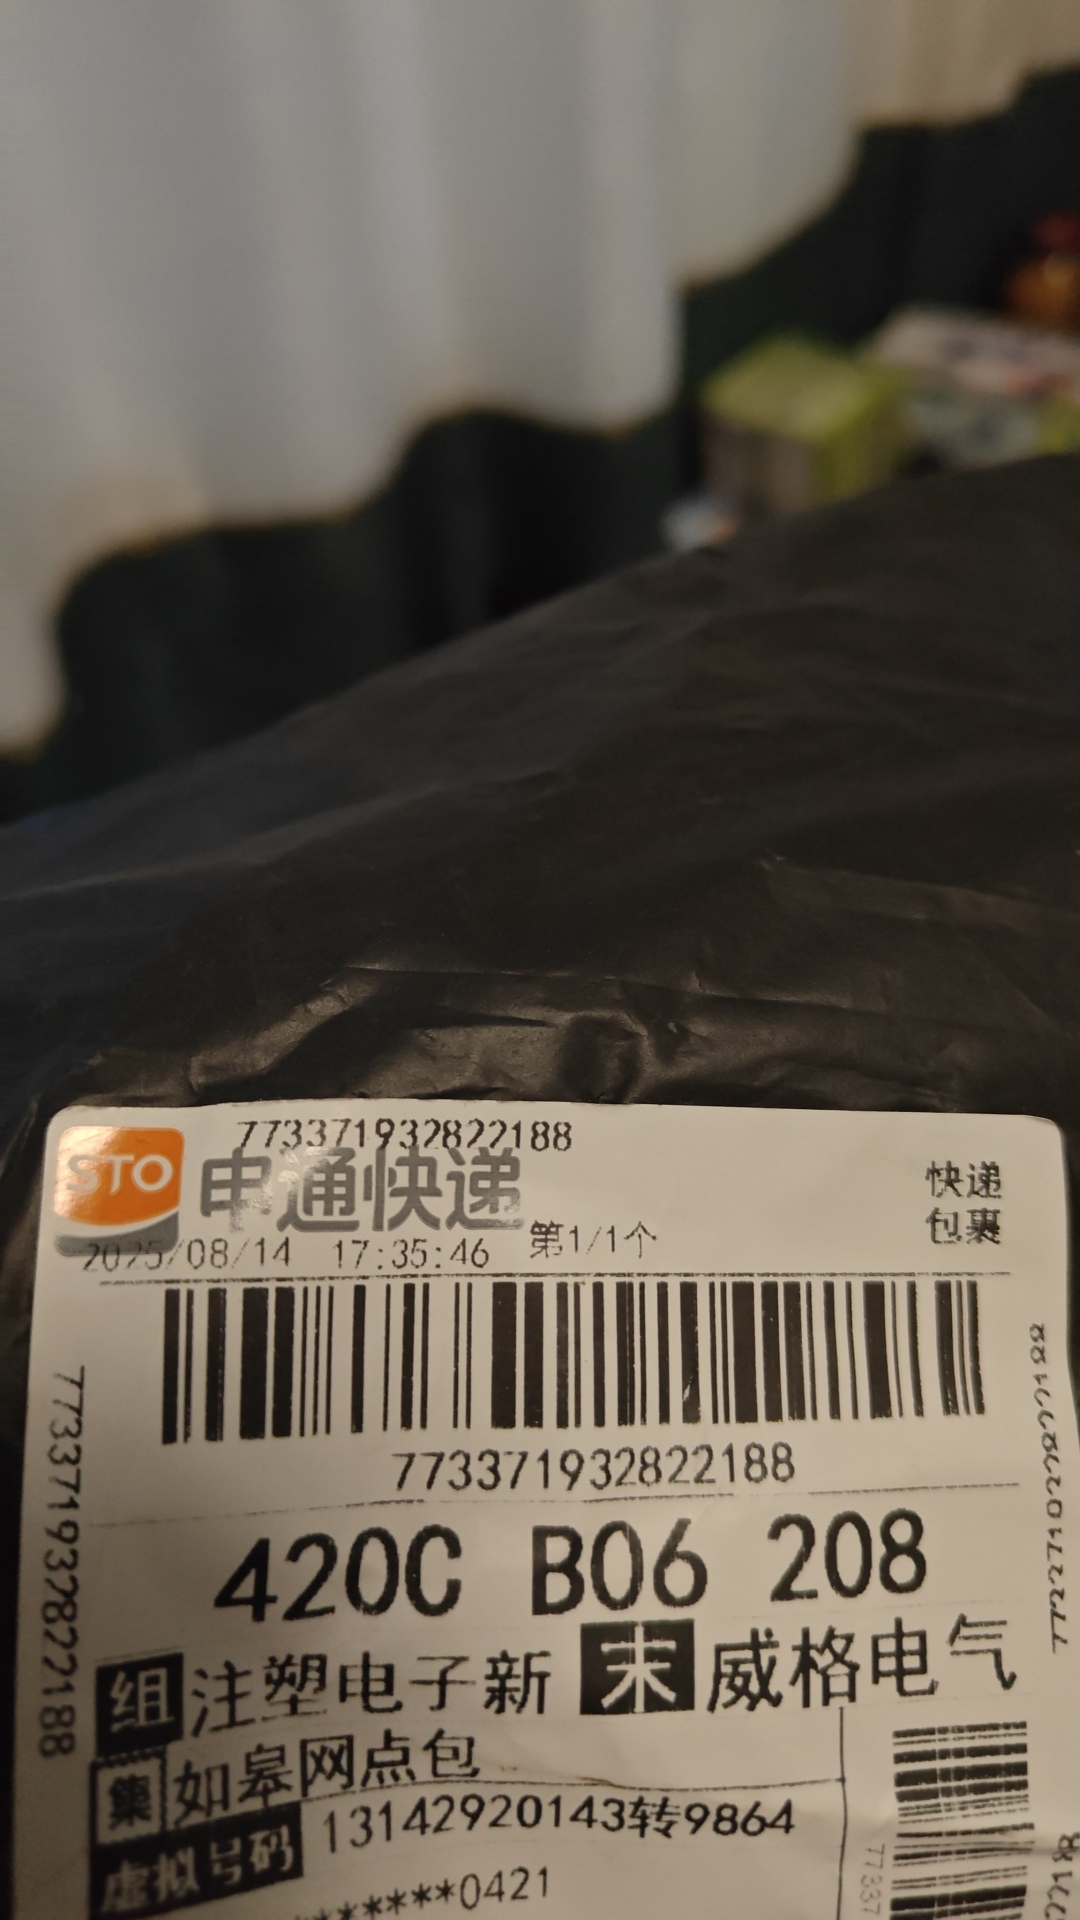 773371932822188
STO 申通快递
快递
包裹
2025/08/14 17:35:46 第1/1个
773371932822188
773371932822188
773371932822188
420C B06 208
组 注塑电子新 末 威格电气
集 如皋网点包
虚拟号码 13142920143转9864
*******0421
77337